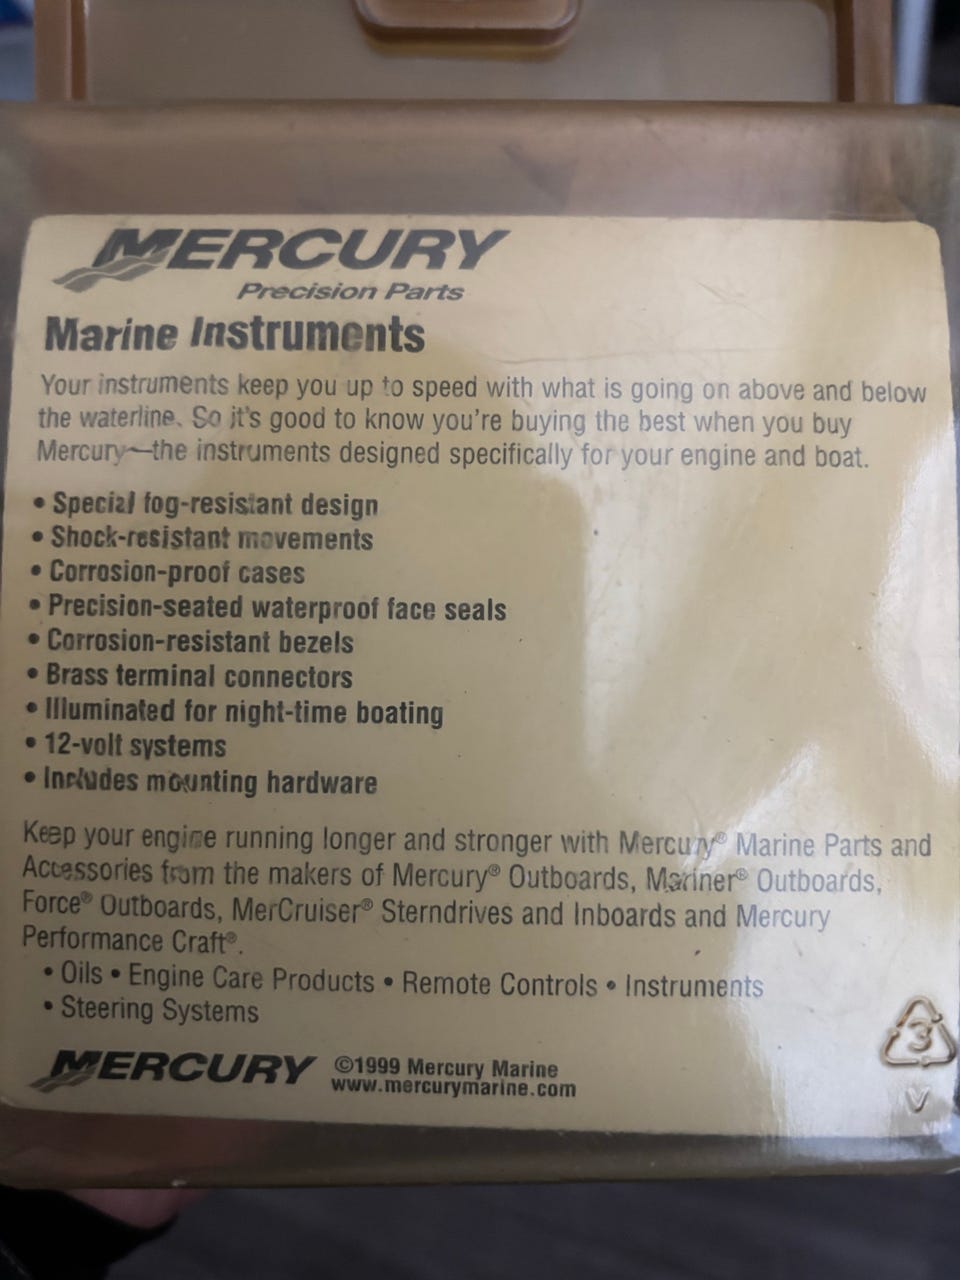 MERCURY
Precision Parts
Marine Instruments
Your instruments keep you up to speed with what is going on above and below
the waterline. So it's good to know you're buying the best when you buy
Mercury—the instruments designed specifically for your engine and boat.
• Special fog-resistant design
• Shock-resistant movements
• Corrosion-proof cases
• Precision-seated waterproof face seals
• Corrosion-resistant bezels
• Brass terminal connectors
• Illuminated for night-time boating
• 12-volt systems
• Includes mounting hardware
Keep your engine running longer and stronger with Mercury® Marine Parts and
Accessories from the makers of Mercury® Outboards, Mariner® Outboards,
Force® Outboards, MerCruiser® Sterndrives and Inboards and Mercury
Performance Craft®.
• Oils • Engine Care Products • Remote Controls • Instruments
• Steering Systems
3
V
MERCURY ©1999 Mercury Marine
www.mercurymarine.com